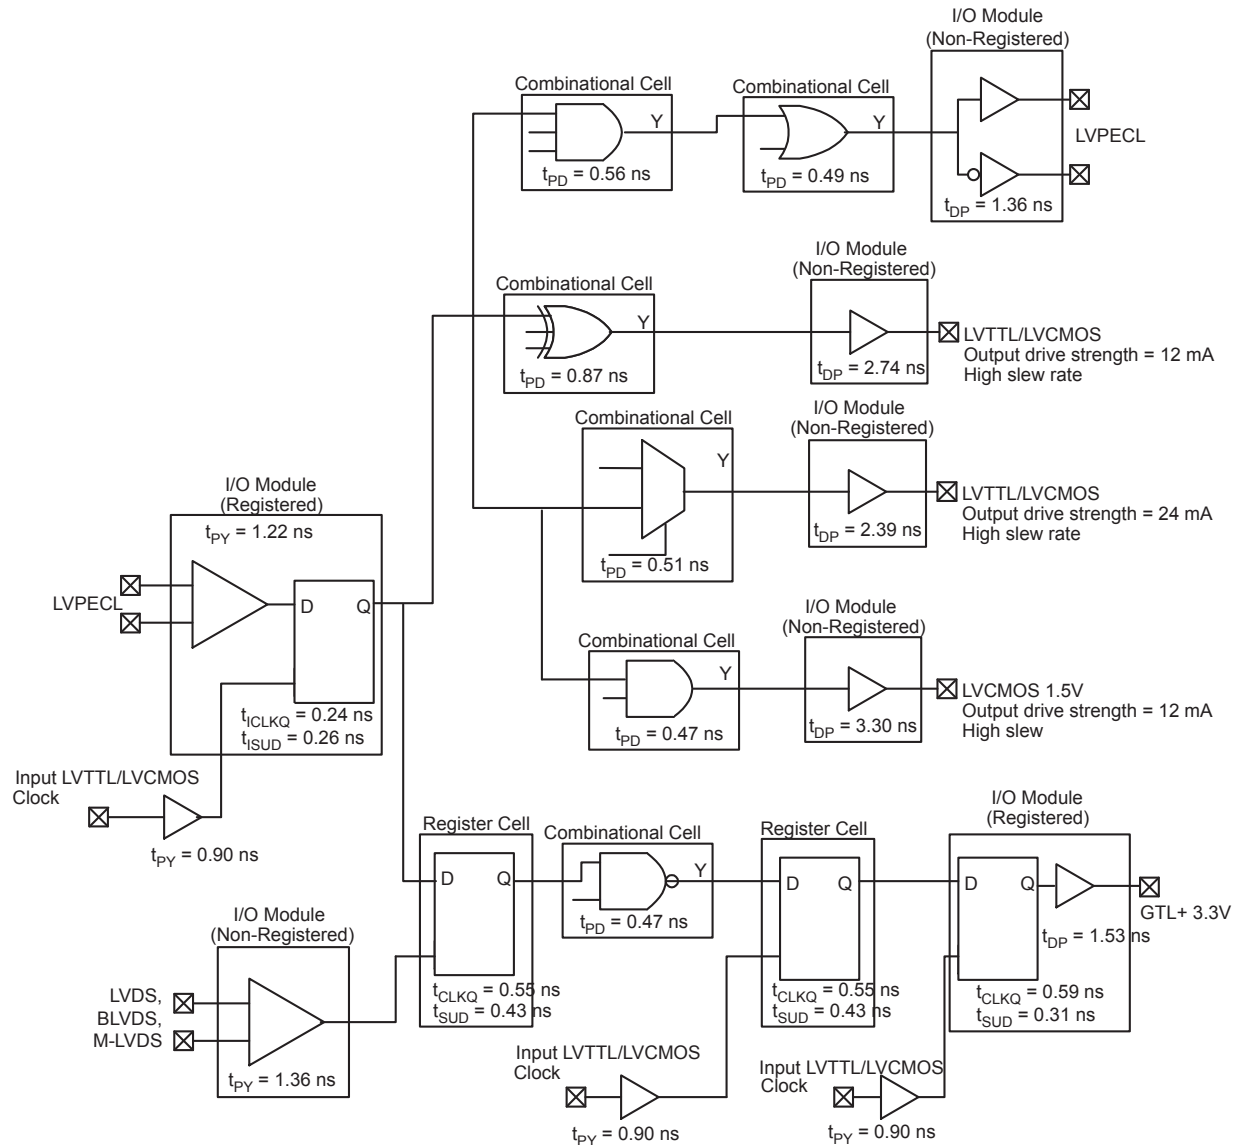 I/O Module
(Non-Registered)
Combinational Cell
Y
tPD = 0.56 ns
Combinational Cell
Y
tPD = 0.49 ns
LVPECL
tDP = 1.36 ns
I/O Module
(Non-Registered)
Combinational Cell
Y
tPD = 0.87 ns
tDP = 2.74 ns
LVTTL/LVCMOS
Output drive strength = 12 mA
High slew rate
I/O Module
(Non-Registered)
Combinational Cell
Y
tPD = 0.51 ns
tDP = 2.39 ns
LVTTL/LVCMOS
Output drive strength = 24 mA
High slew rate
I/O Module
(Registered)
tPY = 1.22 ns
LVPECL
D
Q
tICLKQ = 0.24 ns
tISUD = 0.26 ns
Input LVTTL/LVCMOS
Clock
tPY = 0.90 ns
I/O Module
(Non-Registered)
Combinational Cell
Y
tPD = 0.47 ns
tDP = 3.30 ns
LVCMOS 1.5V
Output drive strength = 12 mA
High slew
I/O Module
(Non-Registered)
LVDS,
BLVDS,
M-LVDS
tPY = 1.36 ns
Register Cell
D
Q
tCLKQ = 0.55 ns
tSUD = 0.43 ns
Combinational Cell
Y
tPD = 0.47 ns
Register Cell
D
Q
tCLKQ = 0.55 ns
tSUD = 0.43 ns
Input LVTTL/LVCMOS
Clock
tPY = 0.90 ns
I/O Module
(Registered)
D
Q
tDP = 1.53 ns
GTL+ 3.3V
tCLKQ = 0.59 ns
tSUD = 0.31 ns
Input LVTTL/LVCMOS
Clock
tPY = 0.90 ns